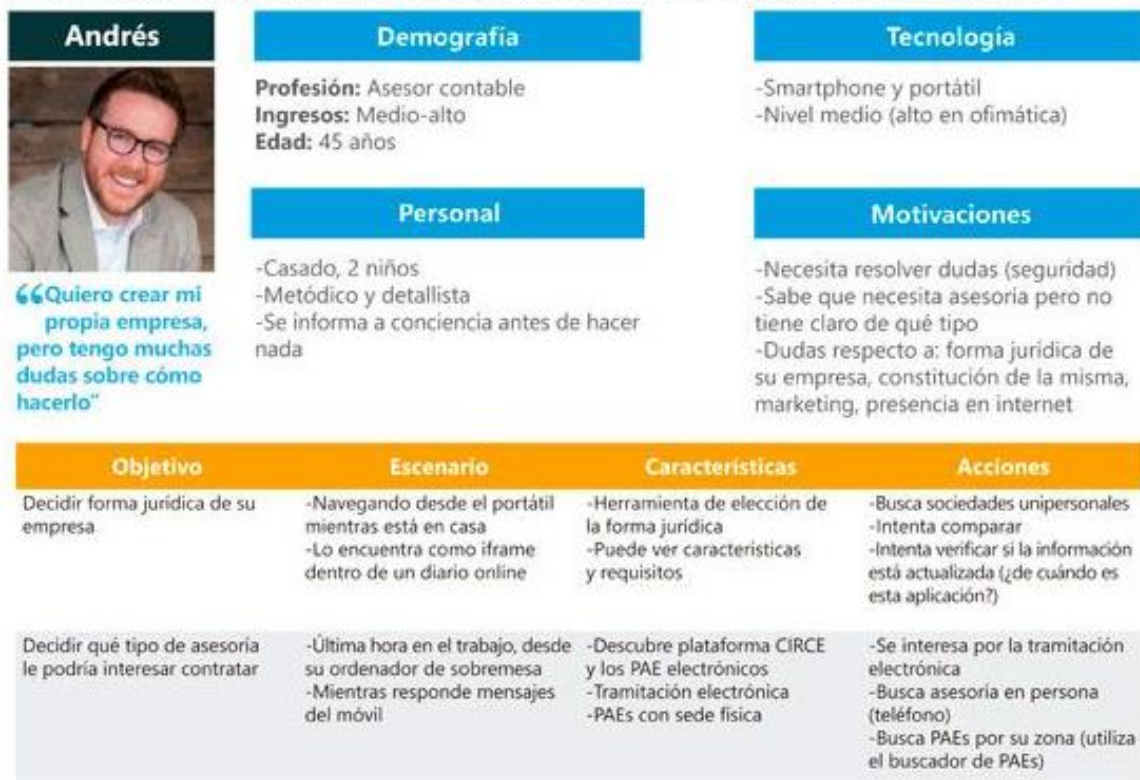 Andrés
“Quiero crear mi
propia empresa,
pero tengo muchas
dudas sobre cómo
hacerlo”
Demografía
Profesión: Asesor contable
Ingresos: Medio-alto
Edad: 45 años
Tecnología
-Smartphone y portátil
-Nivel medio (alto en ofimática)
Personal
-Casado, 2 niños
-Metódico y detallista
-Se informa a conciencia antes de hacer
nada
Motivaciones
-Necesita resolver dudas (seguridad)
-Sabe que necesita asesoría pero no
tiene claro de qué tipo
-Dudas respecto a: forma jurídica de
su empresa, constitución de la misma,
marketing, presencia en internet
Objetivo
Escenario
Características
Acciones
Decidir forma jurídica de su
empresa
-Navegando desde el portátil
mientras está en casa
-Lo encuentra como iframe
dentro de un diario online
-Herramienta de elección de
la forma jurídica
-Puede ver características
y requisitos
-Busca sociedades unipersonales
-Intenta comparar
-Intenta verificar si la información
está actualizada (¿de cuándo es
esta aplicación?)
Decidir qué tipo de asesoría
le podría interesar contratar
-Última hora en el trabajo, desde
su ordenador de sobremesa
-Mientras responde mensajes
del móvil
-Descubre plataforma CIRCE
y los PAE electrónicos
-Tramitación electrónica
-PAEs con sede física
-Se interesa por la tramitación
electrónica
-Busca asesoría en persona
(teléfono)
-Busca PAEs por su zona (utiliza
el buscador de PAEs)